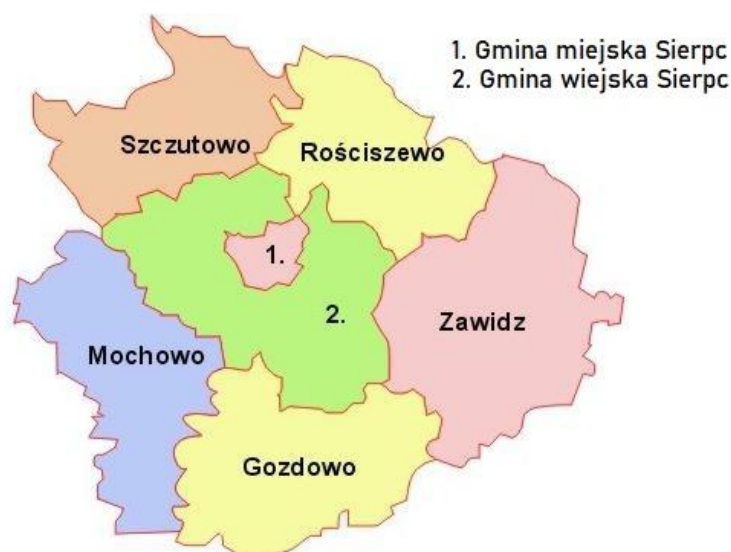 1. Gmina miejska Sierpc
2. Gmina wiejska Sierpc
Szczutowo
Rościszewo
1.
2.
Zawidz
Mochowo
Gozdowo